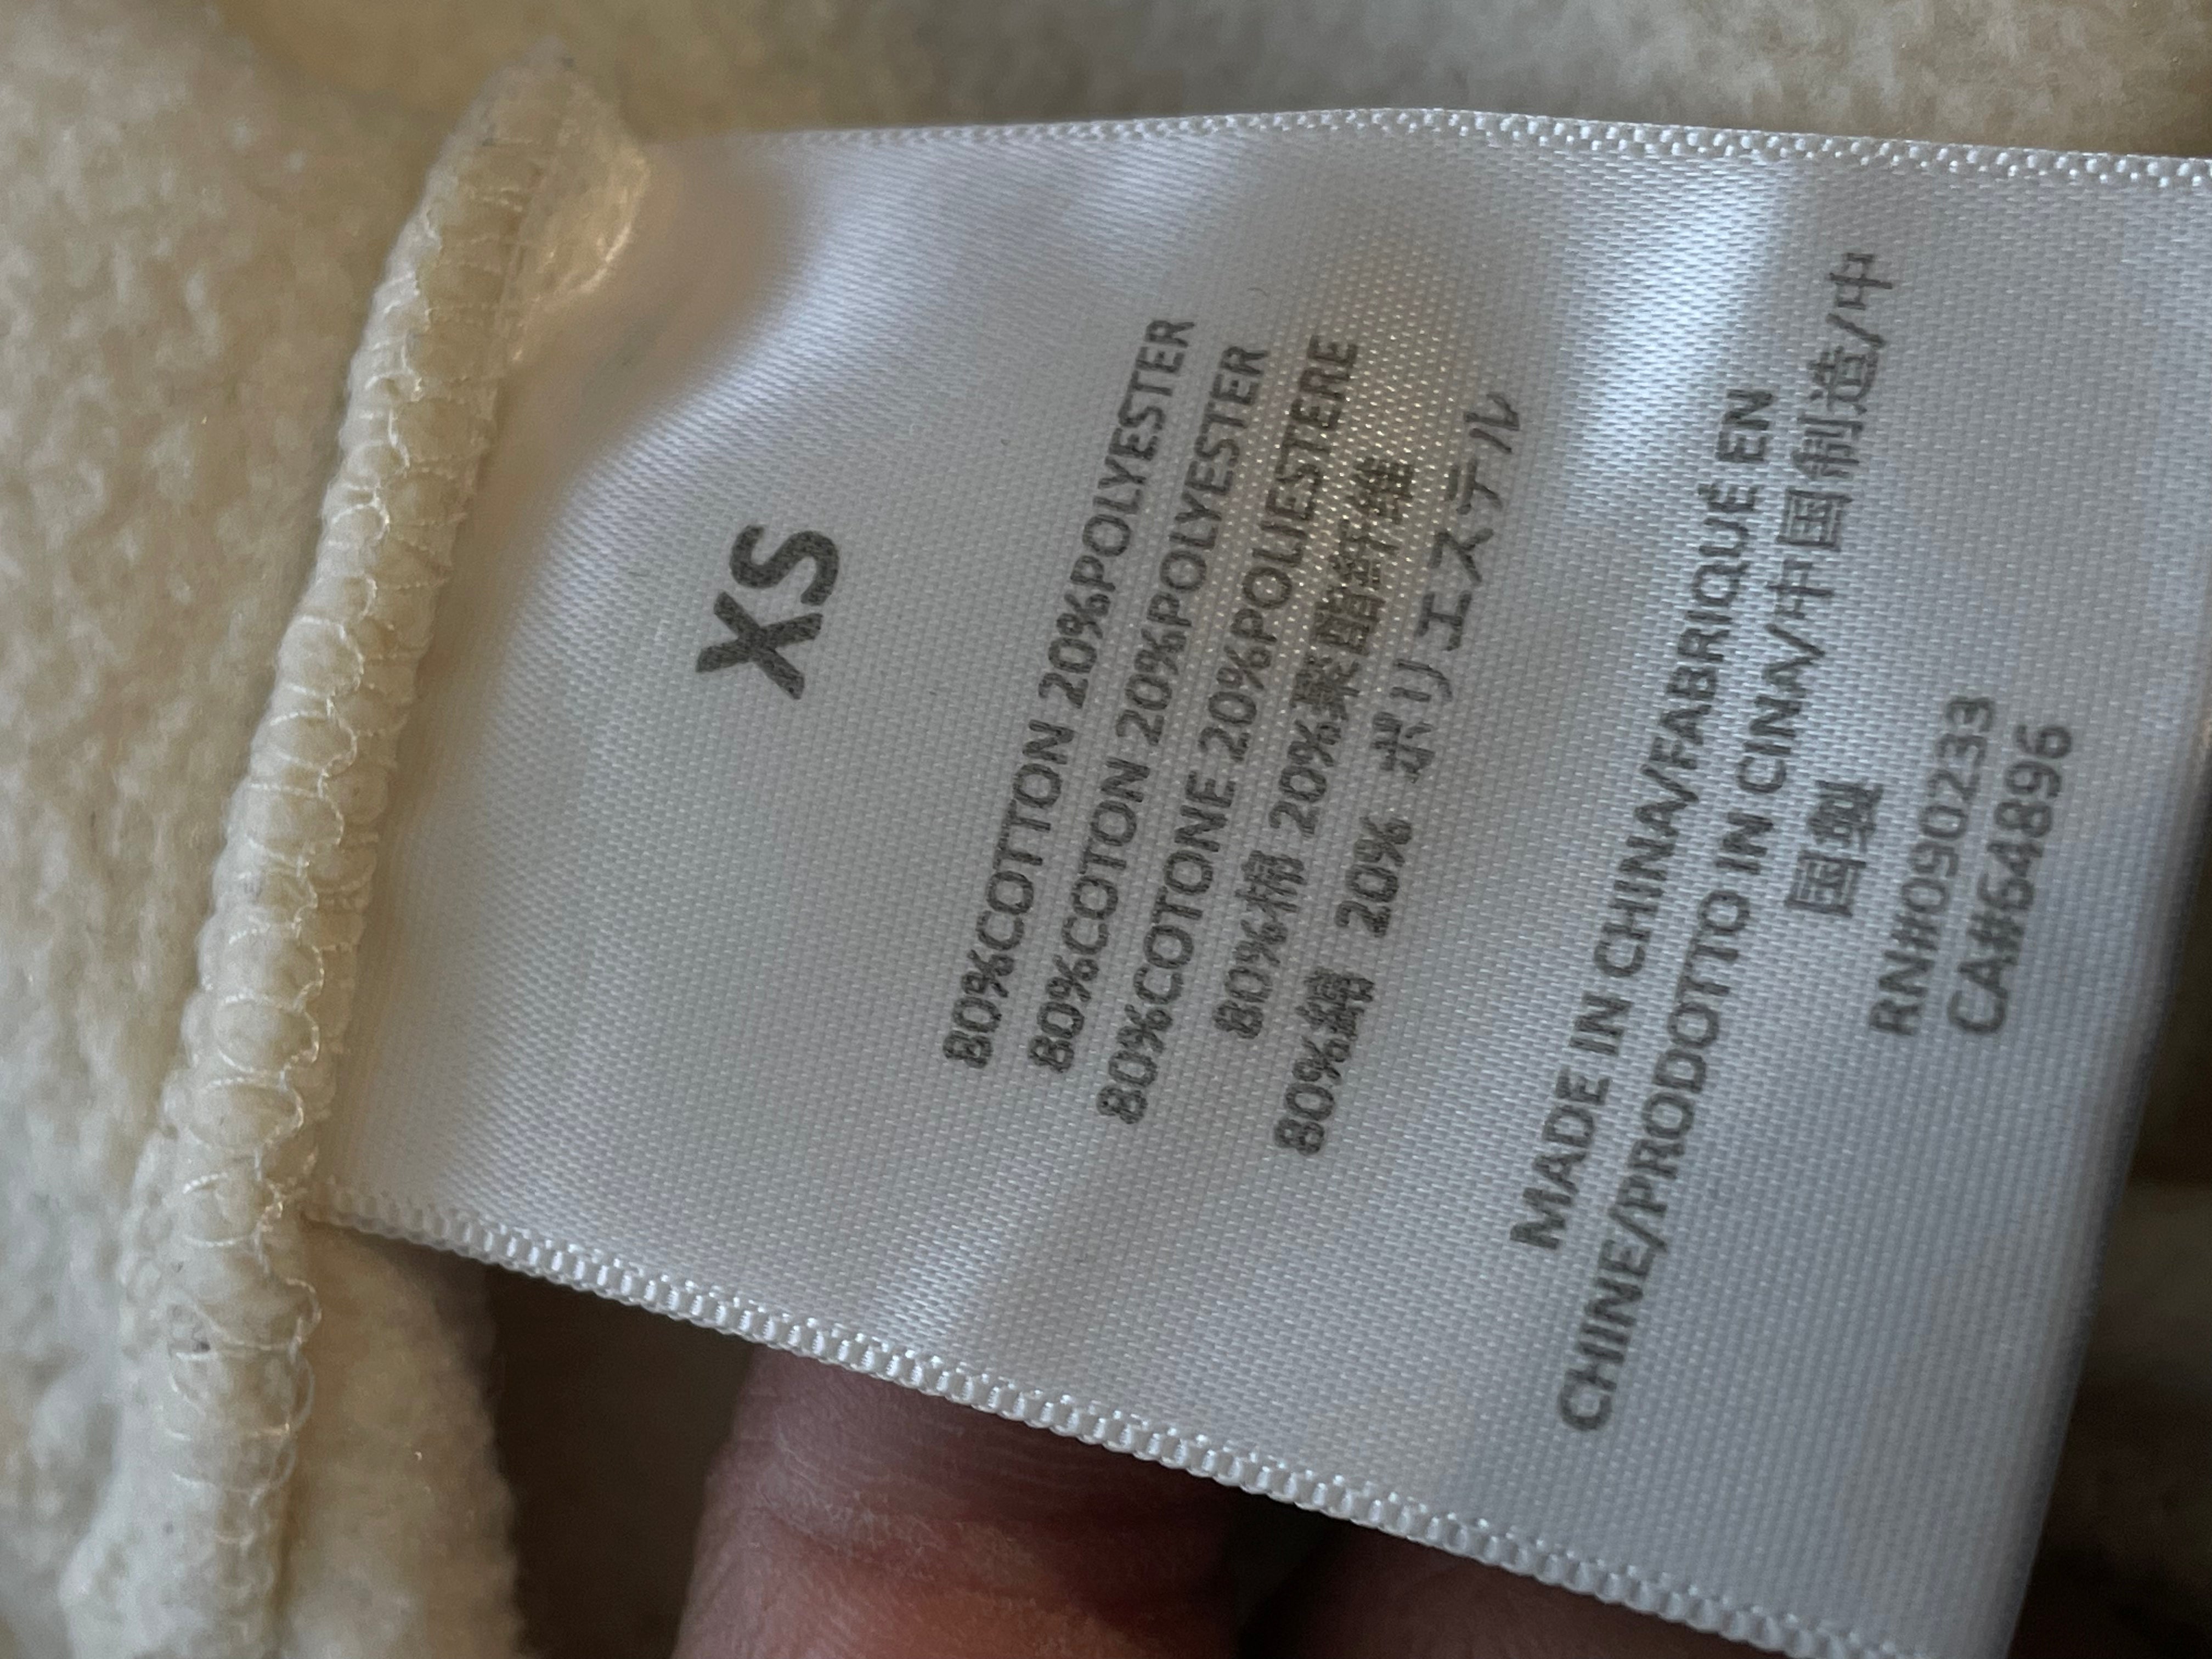 XS
80%COTTON 20%POLYESTER
80%COTON 20%POLYESTER
80%COTONE 20%POLIESTERE
80%棉 20%聚酯纤维
80%綿 20% ポリエステル
MADE IN CHINA/FABRIQUÉ EN
CHINE/PRODOTTO IN CINA/中国制造/中
国製
RN#090233
CA#64896